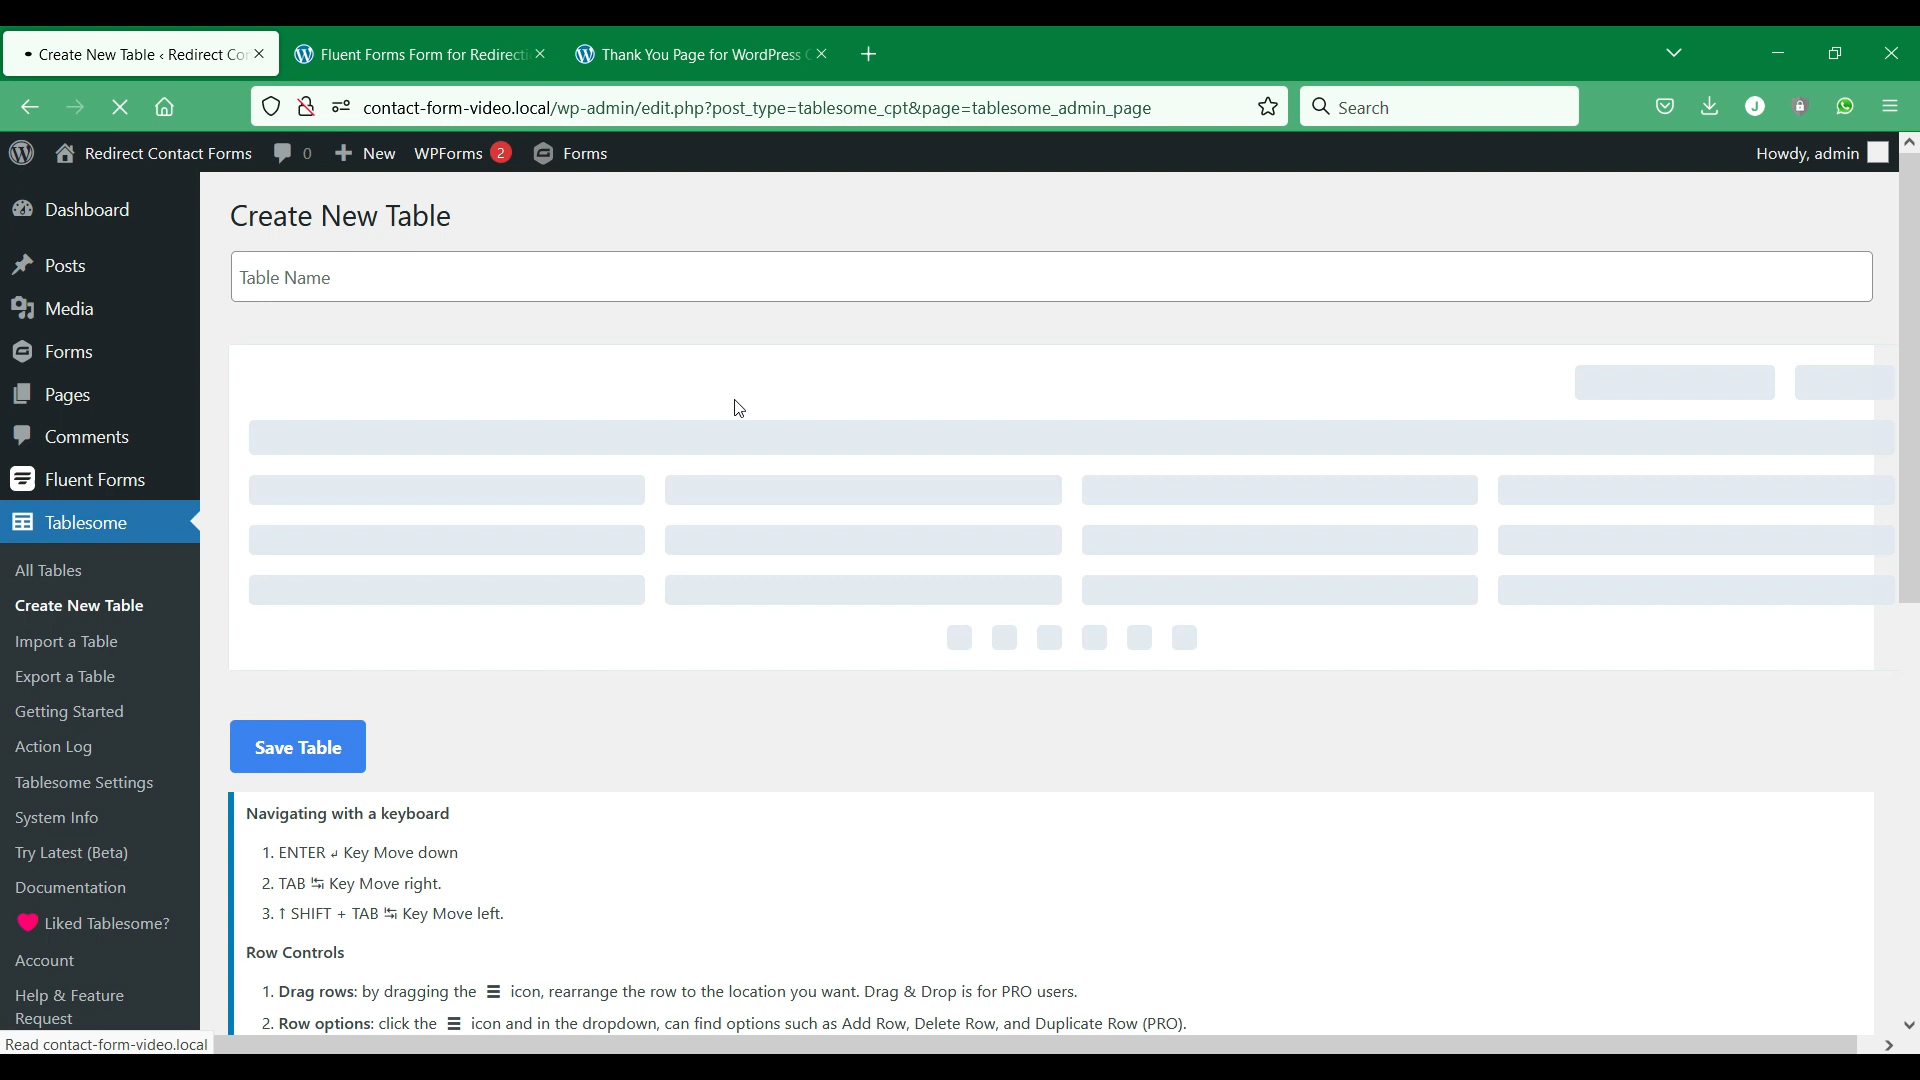 Create New Table ‹ Redirect Con
Fluent Forms Form for Redirecti
Thank You Page for WordPress C
contact-form-video.local/wp-admin/edit.php?post_type=tablesome_cpt&page=tablesome_admin_page
Search
J
Redirect Contact Forms
0
New
WPForms 2
Forms
Howdy, admin
Dashboard
Posts
Media
Forms
Pages
Comments
Fluent Forms
Tablesome
All Tables
Create New Table
Import a Table
Export a Table
Getting Started
Action Log
Tablesome Settings
System Info
Try Latest (Beta)
Documentation
Liked Tablesome?
Account
Help & Feature
Request
Read contact-form-video.local
Create New Table
Table Name
Save Table
Navigating with a keyboard
1. ENTER ↲ Key Move down
2. TAB ↹ Key Move right.
3. ↑ SHIFT + TAB ↹ Key Move left.
Row Controls
1. Drag rows: by dragging the ☰ icon, rearrange the row to the location you want. Drag & Drop is for PRO users.
2. Row options: click the ☰ icon and in the dropdown, can find options such as Add Row, Delete Row, and Duplicate Row (PRO).